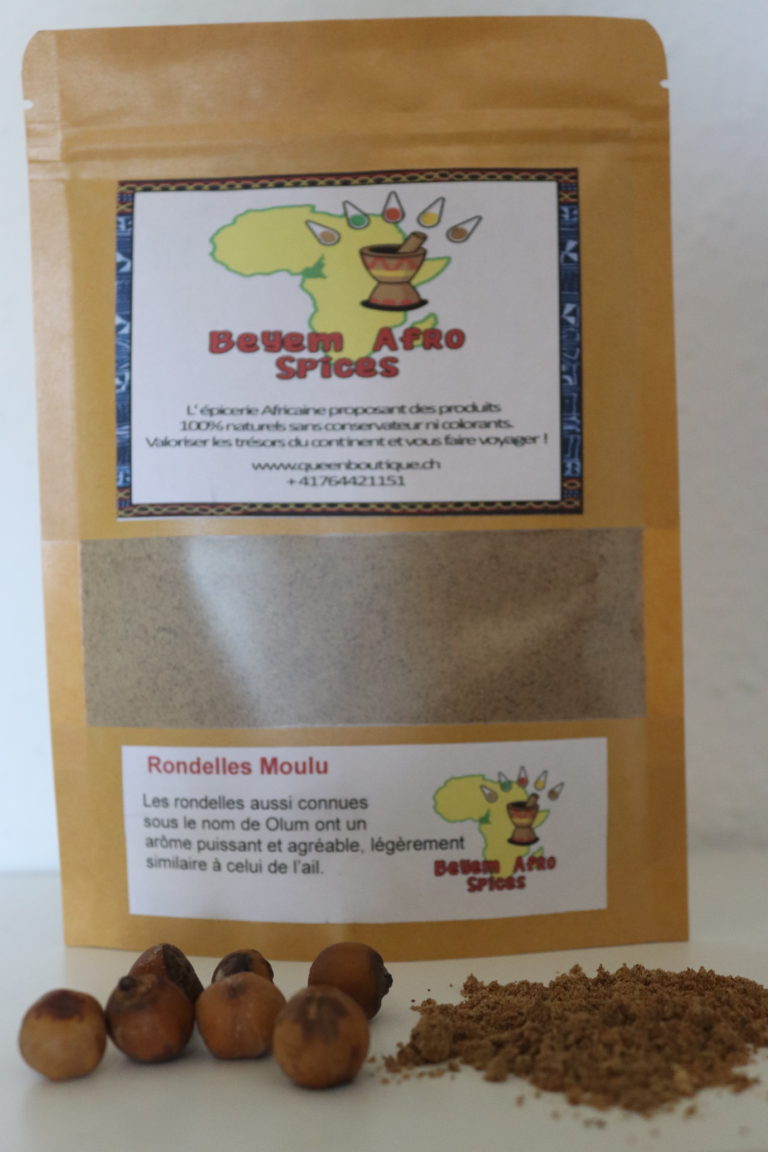 Beyem Afro
Spices
L' épicerie Africaine proposant des produits
100% naturels sans conservateur ni colorants.
Valoriser les trésors du continent et vous faire voyager !
www.queenboutique.ch
+41764421151
Rondelles Moulu
Les rondelles aussi connues
sous le nom de Olum ont un
arôme puissant et agréable, légèrement
similaire à celui de l'ail.
Beyem Afro
Spices